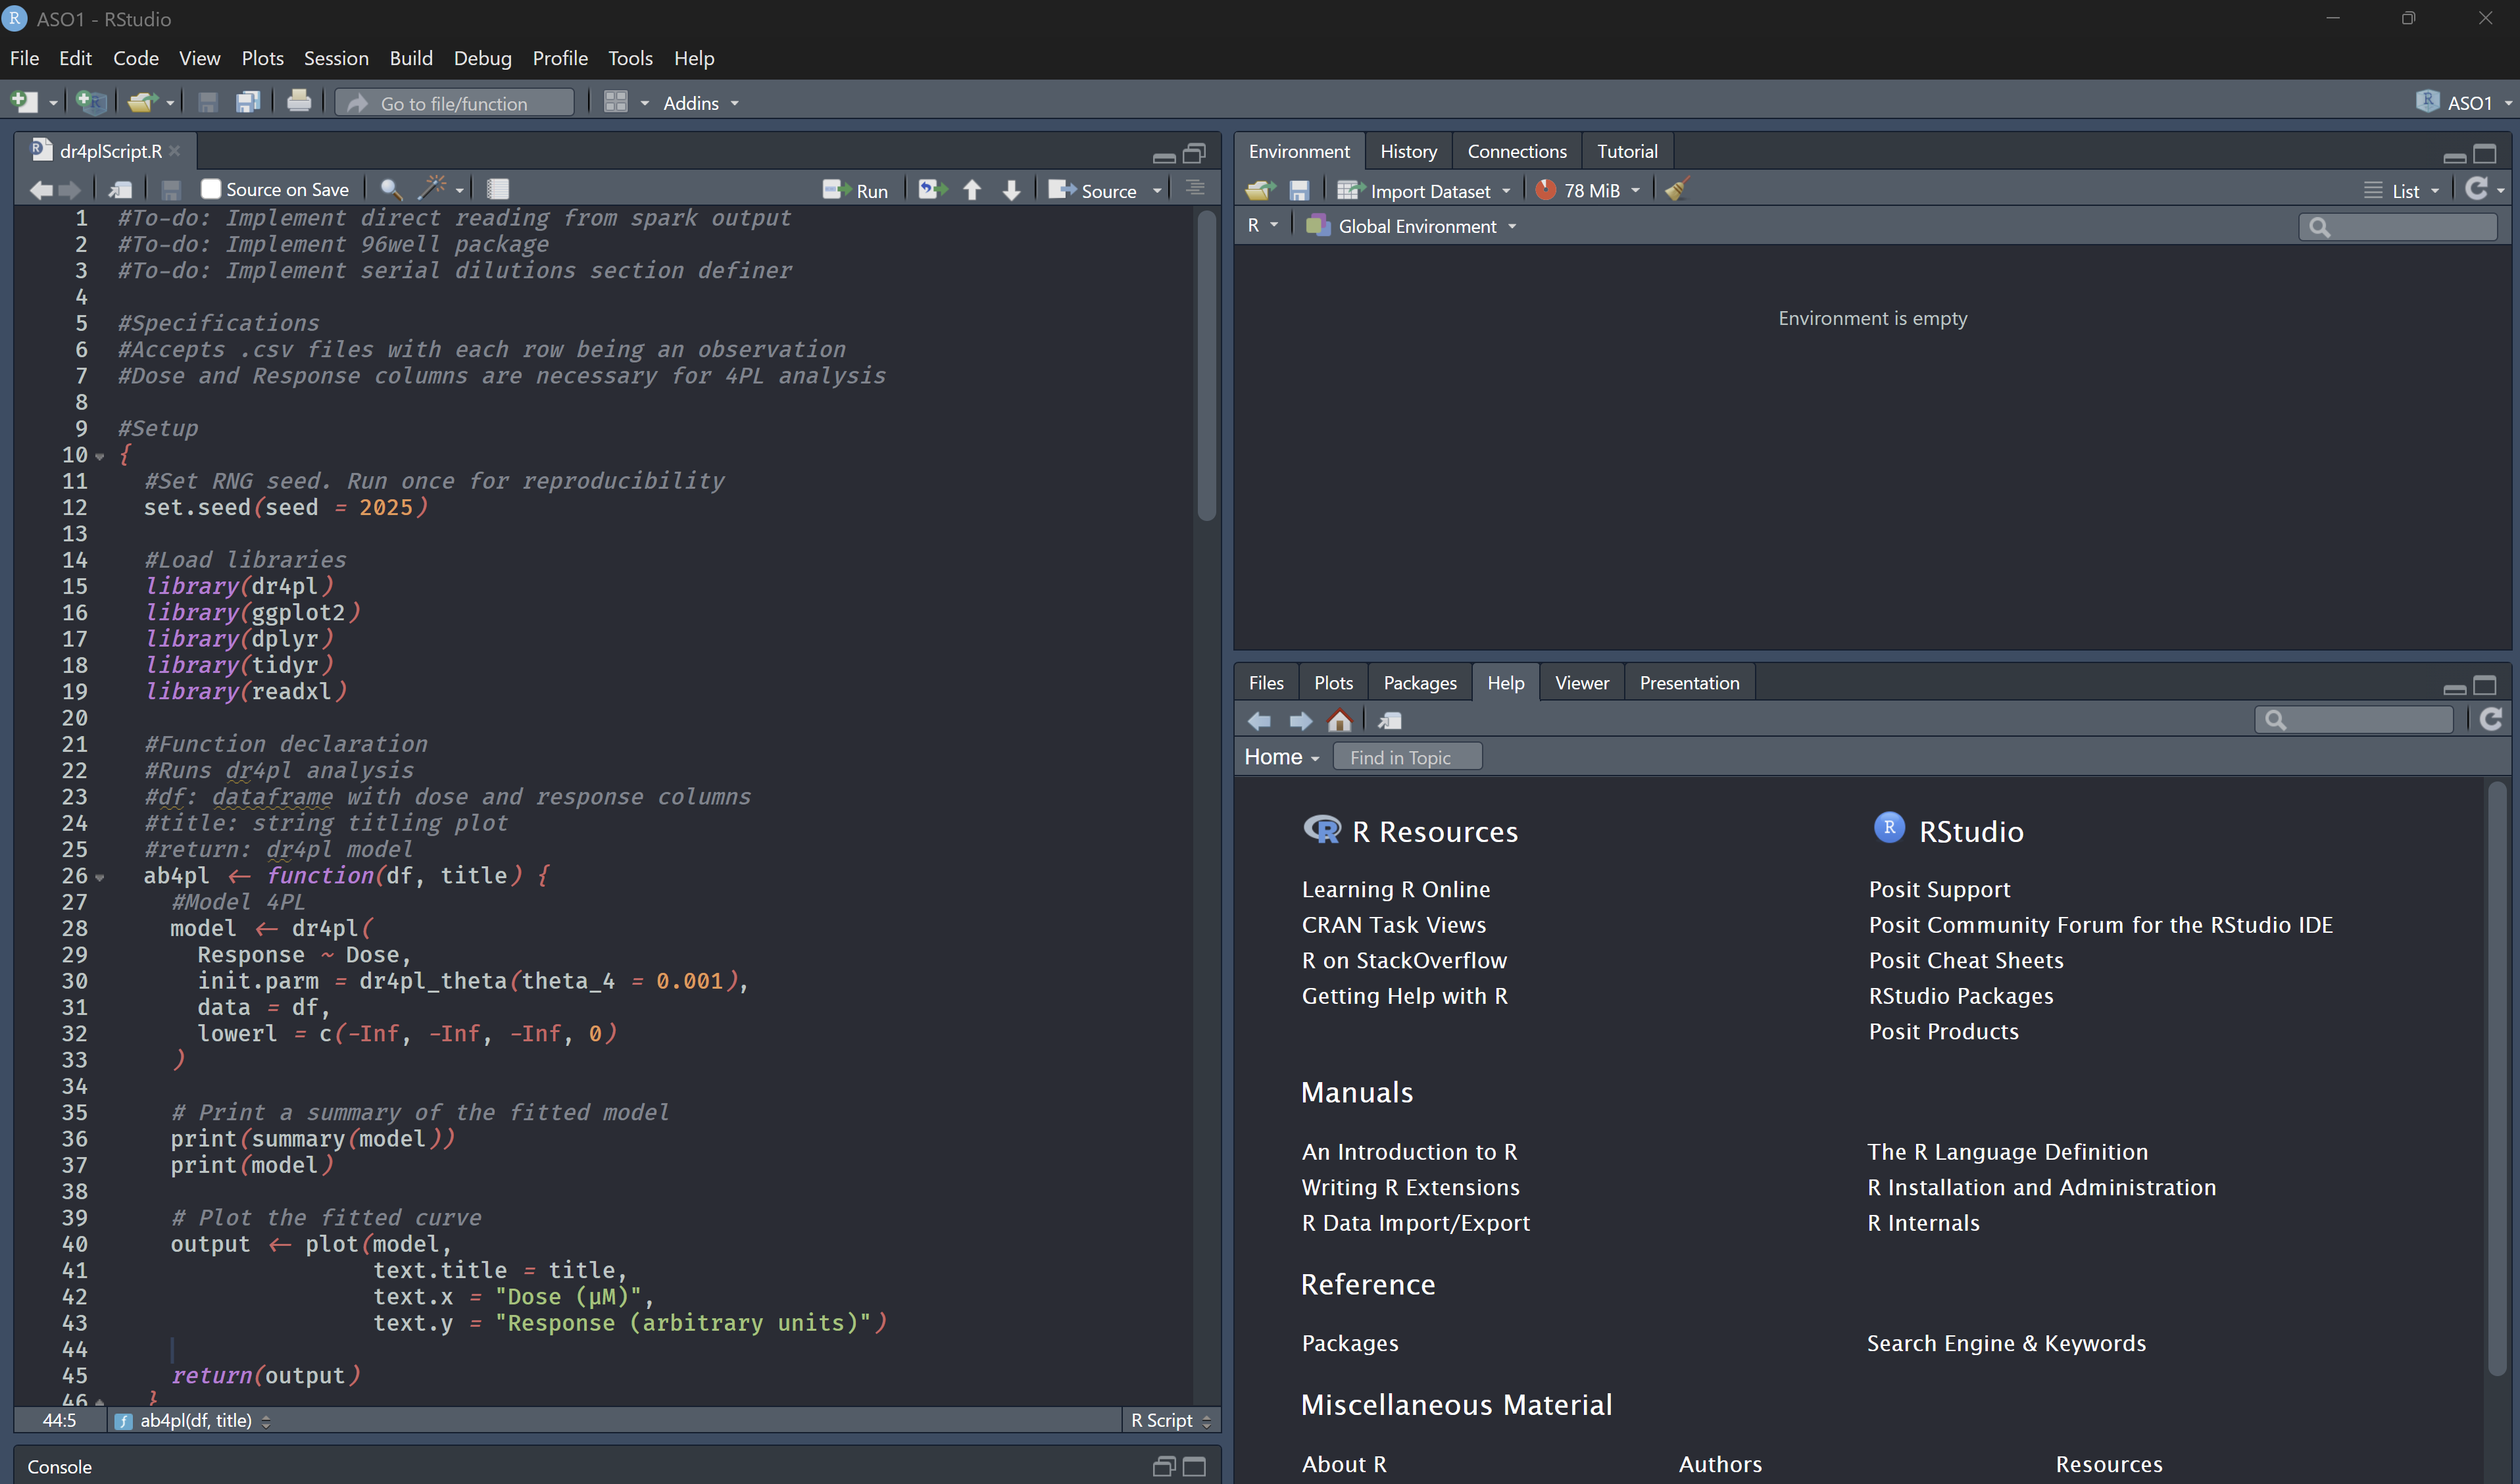 R ASO1 - RStudio
File Edit Code View Plots Session Build Debug Profile Tools Help
Go to file/function Addins R ASO1
dr4plScript.R
Source on Save Run Source
1 #To-do: Implement direct reading from spark output
2 #To-do: Implement 96well package
3 #To-do: Implement serial dilutions section definer
4
5 #Specifications
6 #Accepts .csv files with each row being an observation
7 #Dose and Response columns are necessary for 4PL analysis
8
9 #Setup
10 {
11 #Set RNG seed. Run once for reproducibility
12 set.seed(seed = 2025)
13
14 #Load libraries
15 library(dr4pl)
16 library(ggplot2)
17 library(dplyr)
18 library(tidyr)
19 library(readxl)
20
21 #Function declaration
22 #Runs dr4pl analysis
23 #df: dataframe with dose and response columns
24 #title: string titling plot
25 #return: dr4pl model
26 ab4pl <- function(df, title) {
27 #Model 4PL
28 model <- dr4pl(
29 Response ~ Dose,
30 init.parm = dr4pl_theta(theta_4 = 0.001),
31 data = df,
32 lowerl = c(-Inf, -Inf, -Inf, 0)
33 )
34
35 # Print a summary of the fitted model
36 print(summary(model))
37 print(model)
38
39 # Plot the fitted curve
40 output <- plot(model,
41 text.title = title,
42 text.x = "Dose (µM)",
43 text.y = "Response (arbitrary units)")
44
45 return(output)
46 }
44:5 ab4pl(df, title) R Script
Console
Environment History Connections Tutorial
Import Dataset 78 MiB List
R Global Environment
Environment is empty
Files Plots Packages Help Viewer Presentation
Home Find in Topic
R Resources
Learning R Online
CRAN Task Views
R on StackOverflow
Getting Help with R
R RStudio
Posit Support
Posit Community Forum for the RStudio IDE
Posit Cheat Sheets
RStudio Packages
Posit Products
Manuals
An Introduction to R The R Language Definition
Writing R Extensions R Installation and Administration
R Data Import/Export R Internals
Reference
Packages Search Engine & Keywords
Miscellaneous Material
About R Authors Resources